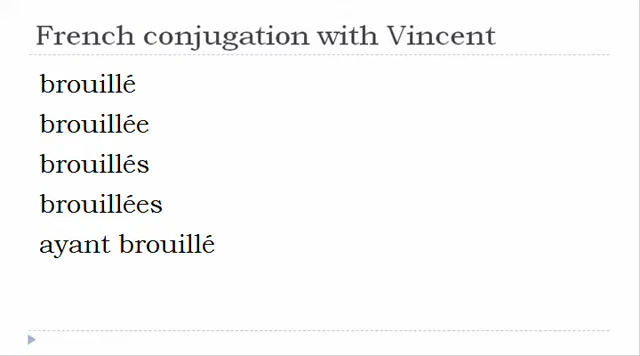 French conjugation with Vincent
brouillé
brouillée
brouillés
brouillées
ayant brouillé